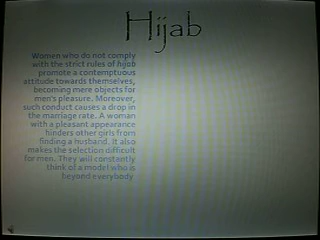 Hijab
Women who do not comply
with the strict rules of hijab
promote a contemptuous
attitude towards themselves,
becoming mere objects for
men's pleasure. Moreover,
such conduct causes a drop in
the marriage rate. A woman
with a pleasant appearance
hinders other girls from
finding a husband. It also
makes the selection difficult
for men. They will constantly
think of a model who is
beyond everybody